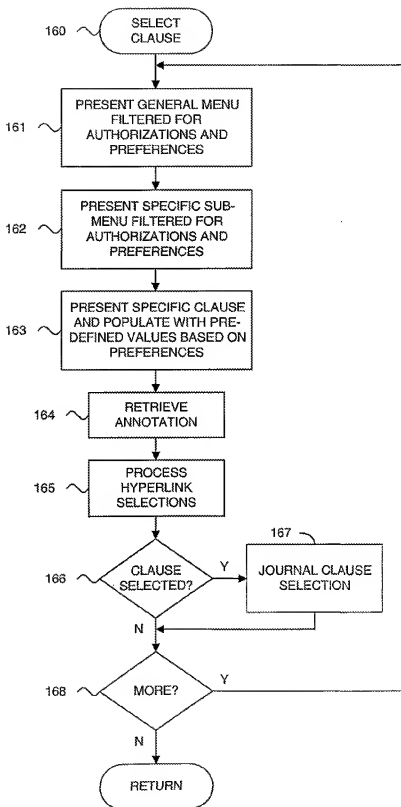 160
SELECT
CLAUSE
161
PRESENT GENERAL MENU
FILTERED FOR
AUTHORIZATIONS AND
PREFERENCES
162
PRESENT SPECIFIC SUB-
MENU FILTERED FOR
AUTHORIZATIONS AND
PREFERENCES
163
PRESENT SPECIFIC CLAUSE
AND POPULATE WITH PRE-
DEFINED VALUES BASED ON
PREFERENCES
164
RETRIEVE
ANNOTATION
165
PROCESS
HYPERLINK
SELECTIONS
166
CLAUSE
SELECTED?
Y
167
JOURNAL CLAUSE
SELECTION
N
168
MORE?
Y
N
RETURN